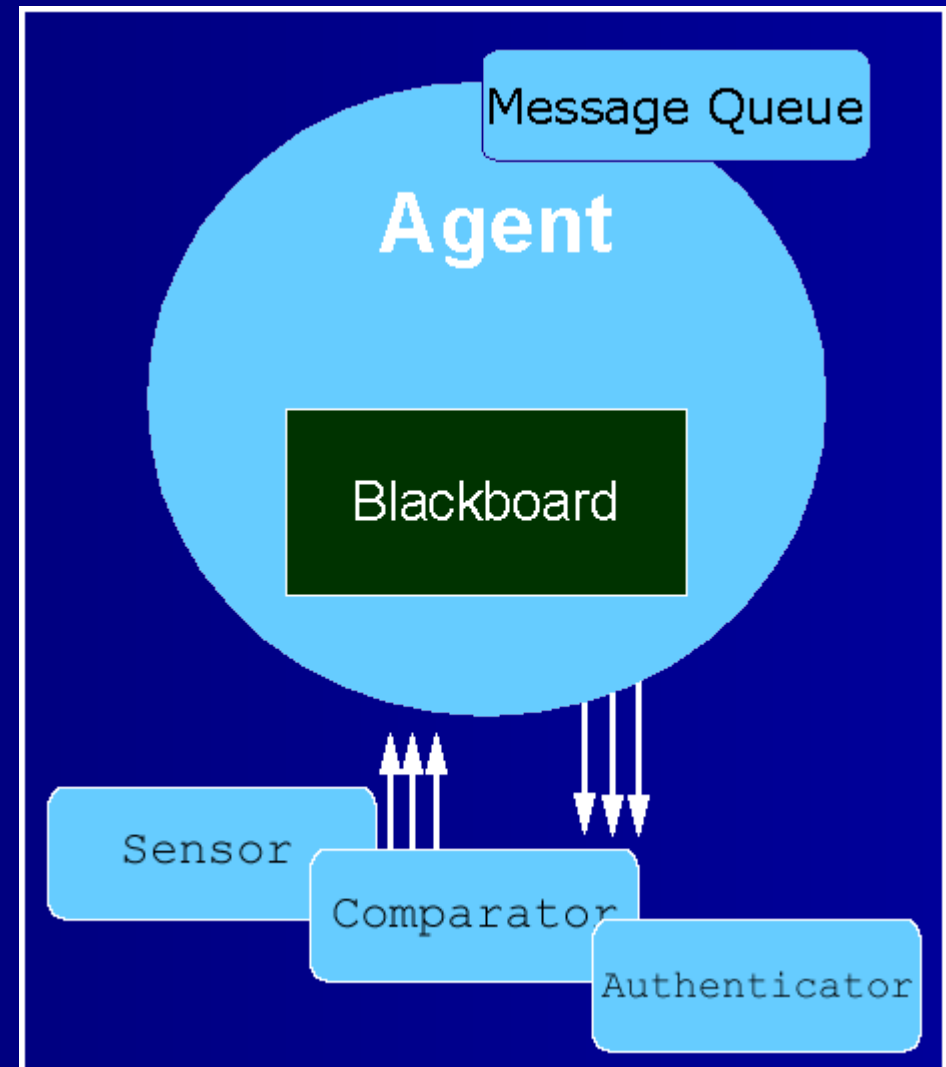 Message Queue
Agent
Blackboard
Sensor
Comparator
Authenticator